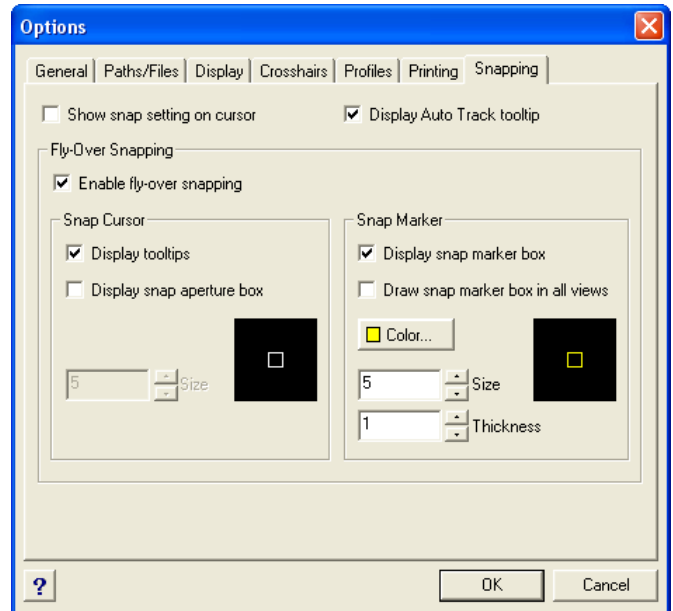 Options
General Paths/Files Display Crosshairs Profiles Printing Snapping
Show snap setting on cursor Display Auto Track tooltip
Fly-Over Snapping
Enable fly-over snapping
Snap Cursor Snap Marker
Display tooltips Display snap marker box
Display snap aperture box Draw snap marker box in all views
Color...
5 Size 5 Size
1 Thickness
? OK Cancel